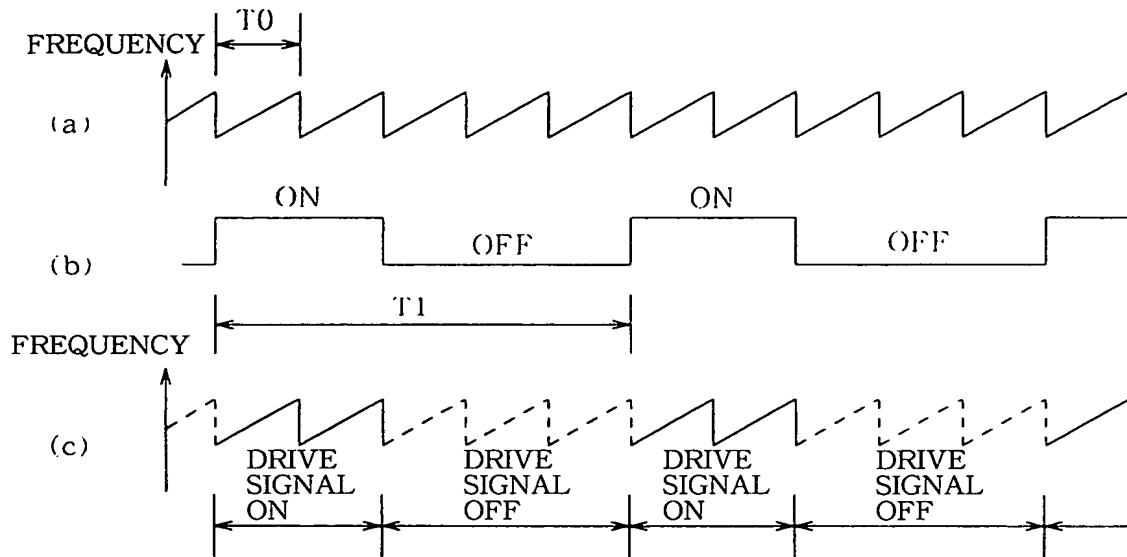 T0
FREQUENCY
(a)
ON
ON
OFF
OFF
(b)
T1
FREQUENCY
(c)
DRIVE
SIGNAL
ON
DRIVE
SIGNAL
OFF
DRIVE
SIGNAL
ON
DRIVE
SIGNAL
OFF